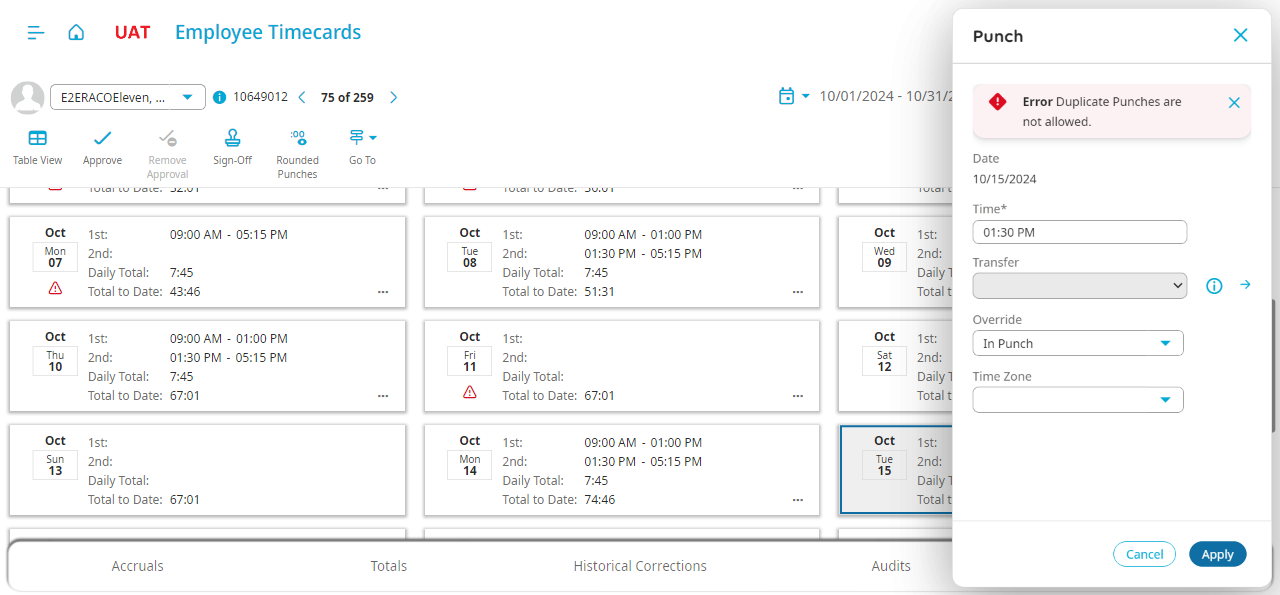 UAT
Employee Timecards
E2ERACOEleven, ...
10649012
75 of 259
10/01/2024 - 10/31/2
Table View
Approve
Remove
Approval
Sign-Off
Rounded
Punches
Go To
Total to Date: 52:01
...
Total to Date:
...
Oct
Mon
07
1st: 09:00 AM - 05:15 PM
2nd:
Daily Total: 7:45
Total to Date: 43:46
...
Oct
Tue
08
1st: 09:00 AM - 01:00 PM
2nd: 01:30 PM - 05:15 PM
Daily Total: 7:45
Total to Date: 51:31
...
Oct
Wed
09
1st:
2nd:
Daily T
Total t
Oct
Thu
10
1st: 09:00 AM - 01:00 PM
2nd: 01:30 PM - 05:15 PM
Daily Total: 7:45
Total to Date: 67:01
...
Oct
Fri
11
1st:
2nd:
Daily Total:
Total to Date: 67:01
...
Oct
Sat
12
1st:
2nd:
Daily T
Total t
Oct
Sun
13
1st:
2nd:
Daily Total:
Total to Date: 67:01
Oct
Mon
14
1st: 09:00 AM - 01:00 PM
2nd: 01:30 PM - 05:15 PM
Daily Total: 7:45
Total to Date: 74:46
...
Oct
Tue
15
1st:
2nd:
Daily T
Total t
Accruals
Totals
Historical Corrections
Audits
Punch
Error Duplicate Punches are
not allowed.
Date
10/15/2024
Time*
01:30 PM
Transfer
Override
In Punch
Time Zone
Cancel
Apply